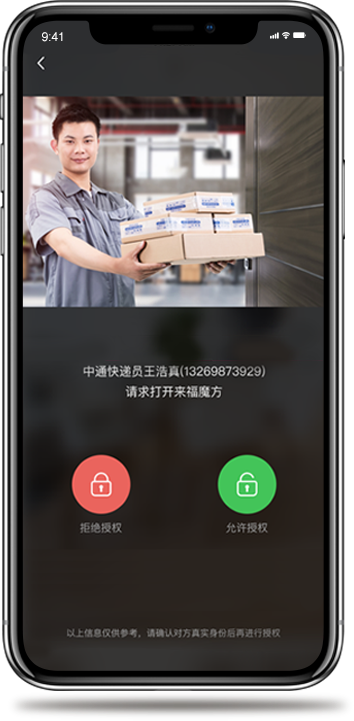 9:41
中通快递员王浩真(13269873929)
请求打开来福魔方
拒绝授权
允许授权
以上信息仅供参考，请确认对方真实身份后再进行授权